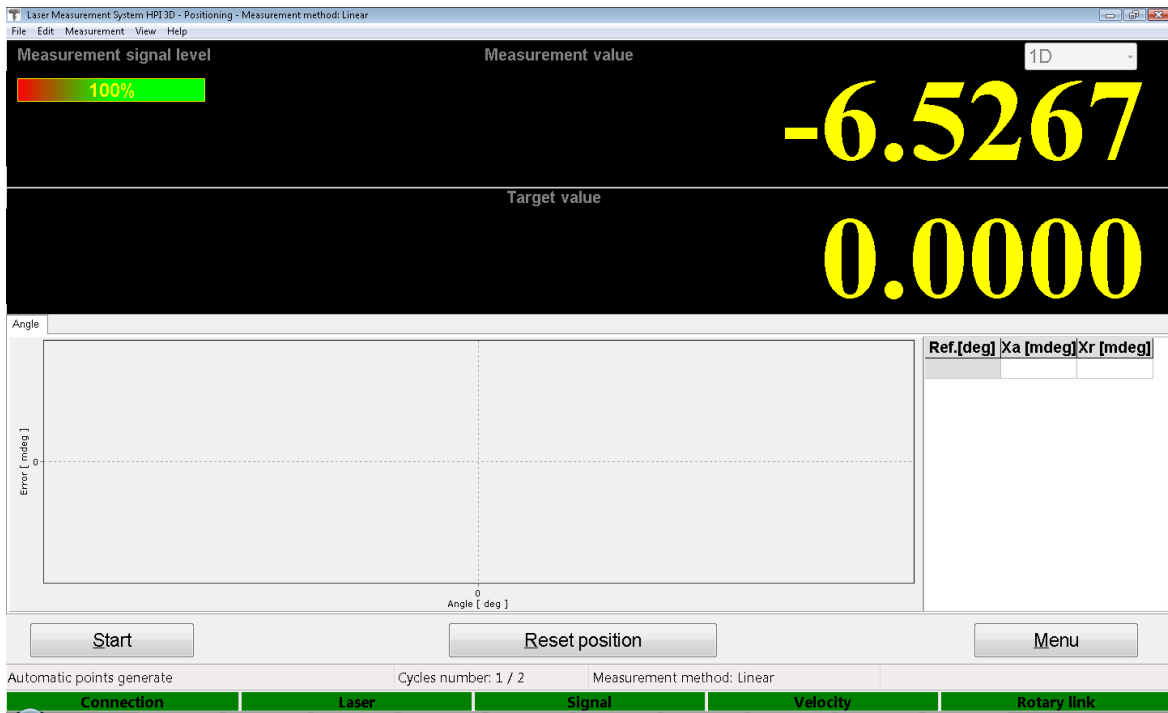 Laser Measurement System HPI 3D - Positioning - Measurement method: Linear
File Edit Measurement View Help
Measurement signal level
Measurement value
1D
100%
-6.5267
Target value
0.0000
Angle
Ref.[deg] Xa [mdeg] Xr [mdeg]
Error [ mdeg ]
0
0
Angle [ deg ]
Start
Reset position
Menu
Automatic points generate
Cycles number: 1 / 2
Measurement method: Linear
Connection
Laser
Signal
Velocity
Rotary link